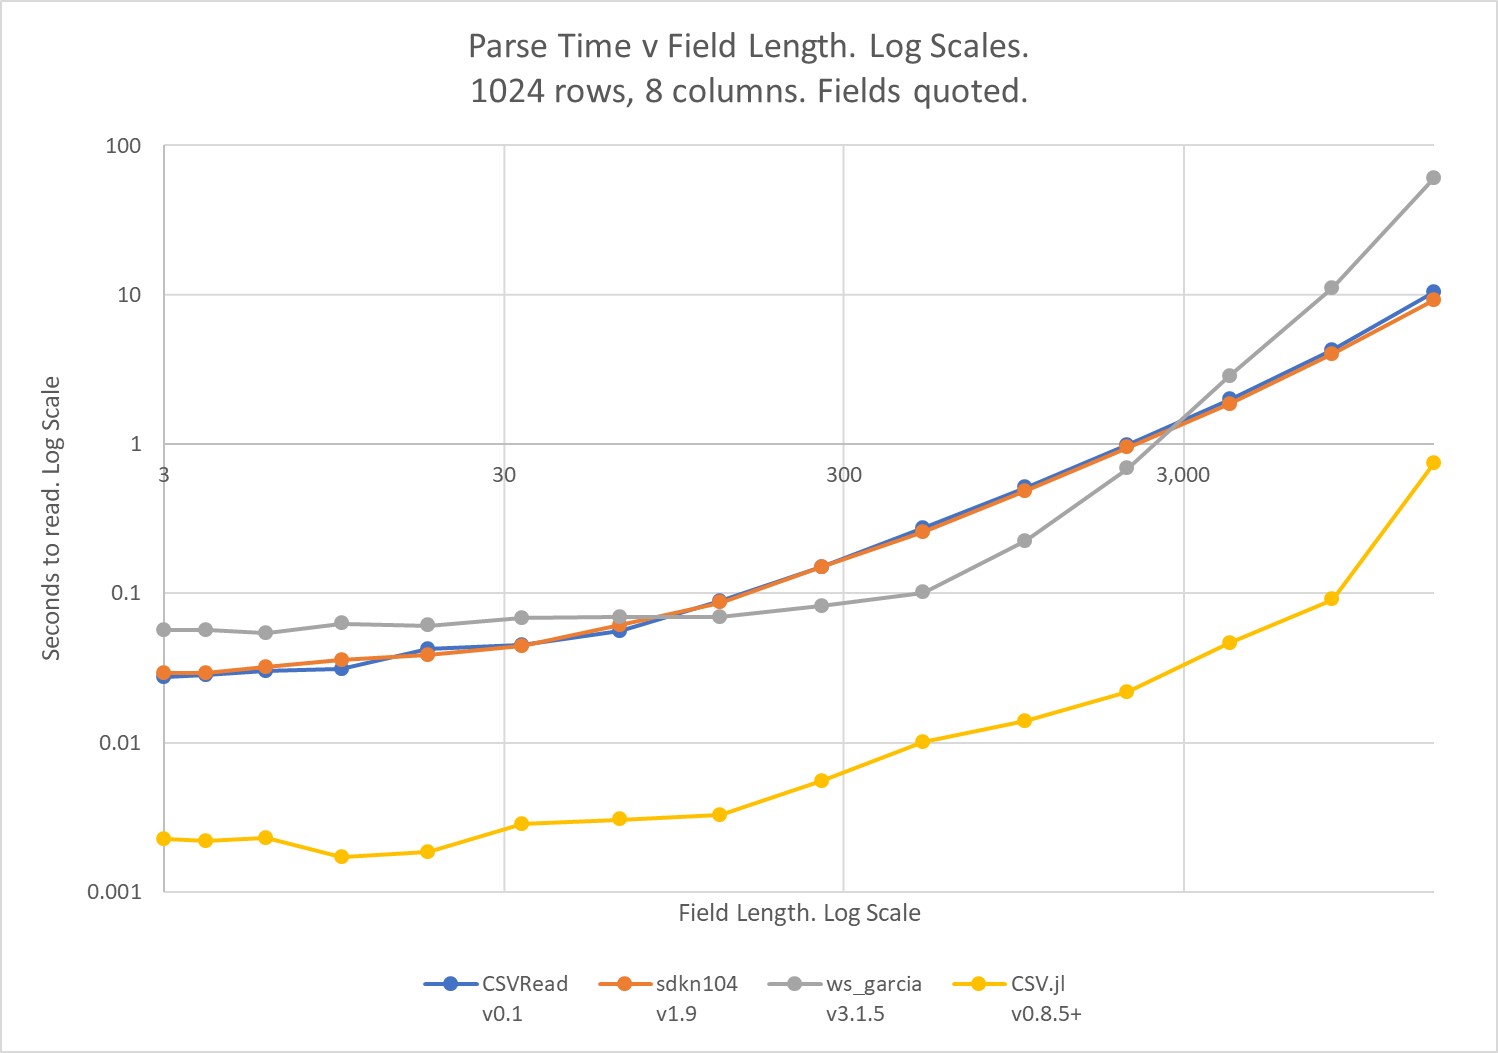 Parse Time v Field Length. Log Scales.
1024 rows, 8 columns. Fields quoted.
100
10
1
0.1
0.01
0.001
Seconds to read. Log Scale
3
30
300
3,000
Field Length. Log Scale
CSVRead
v0.1
sdkn104
v1.9
ws_garcia
v3.1.5
CSV.jl
v0.8.5+